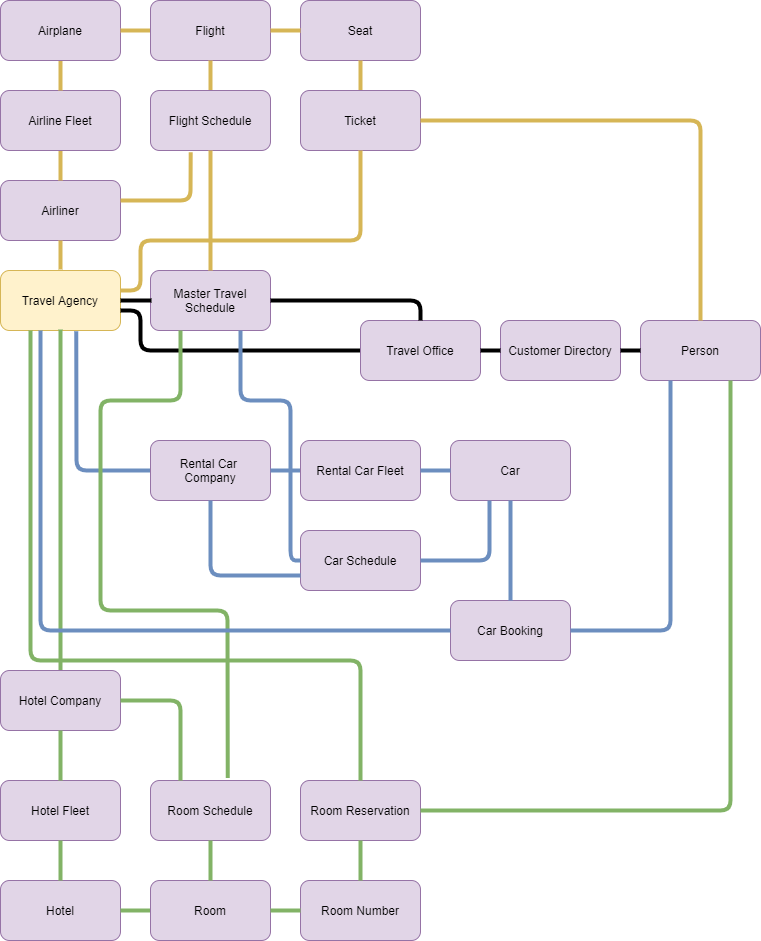 Airplane
Flight
Seat
Airline Fleet
Flight Schedule
Ticket
Airliner
Travel Agency
Master Travel
Schedule
Travel Office
Customer Directory
Person
Rental Car
Company
Rental Car Fleet
Car
Car Schedule
Car Booking
Hotel Company
Hotel Fleet
Room Schedule
Room Reservation
Hotel
Room
Room Number